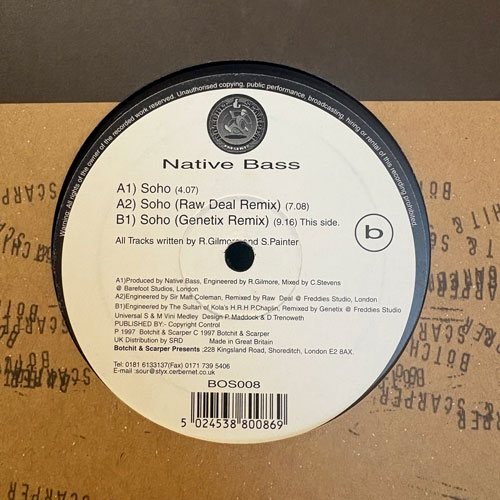 Warning: All rights of the owner of the recorded work reserved. Unauthorised copying, public performance, broadcasting, hiring or rental of this recording prohibited.
Native Bass
A1) Soho (4.07)
A2) Soho (Raw Deal Remix) (7.08)
B1) Soho (Genetix Remix) (9.16) This side.
All Tracks written by R.Gilmore and S.Painter
b
A1)Produced by Native Bass, Engineered by R.Gilmore, Mixed by C.Stevens
@ Barefoot Studios, London
A2)Engineered by Sir Matt Coleman, Remixed by Raw Deal @ Freddies Studio, London
B1)Engineered by The Sultan of Kola's H.R.H P.Chaplin, Remixed by Genetix @ Freddies Studio
Universal S & M Vini Medley Design P. Maddock & D.Trenoweth
PUBLISHED BY:- Copyright Control
P 1997 Botchit & Scarper C 1997 Botchit & Scarper
UK Distribution by SRD Made in Great Britain
Botchit & Scarper Presents ;228 Kingsland Road, Shoreditch, London E2 8AX.
Tel: 0181 6133137(Fax) 0171 739 5406
E-mail :sour@styx.cerbernet.co.uk
BOS008
5 024538 800869
BOTCHIT &
SCARPER